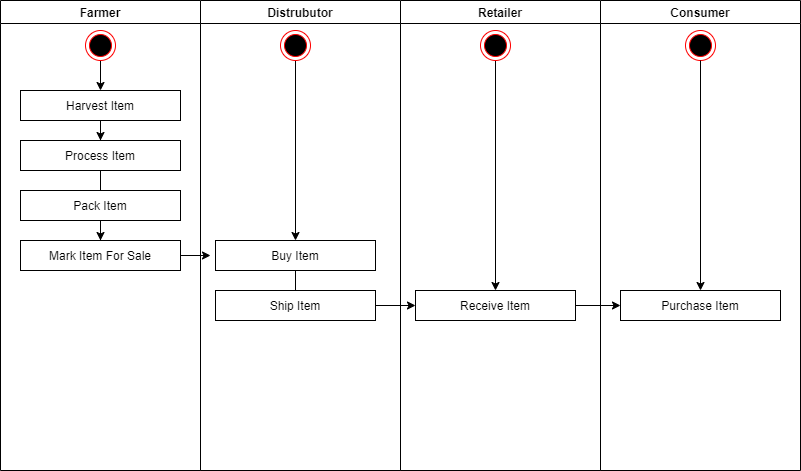 Farmer
Distrubutor
Retailer
Consumer
Harvest Item
Process Item
Pack Item
Mark Item For Sale
Buy Item
Ship Item
Receive Item
Purchase Item